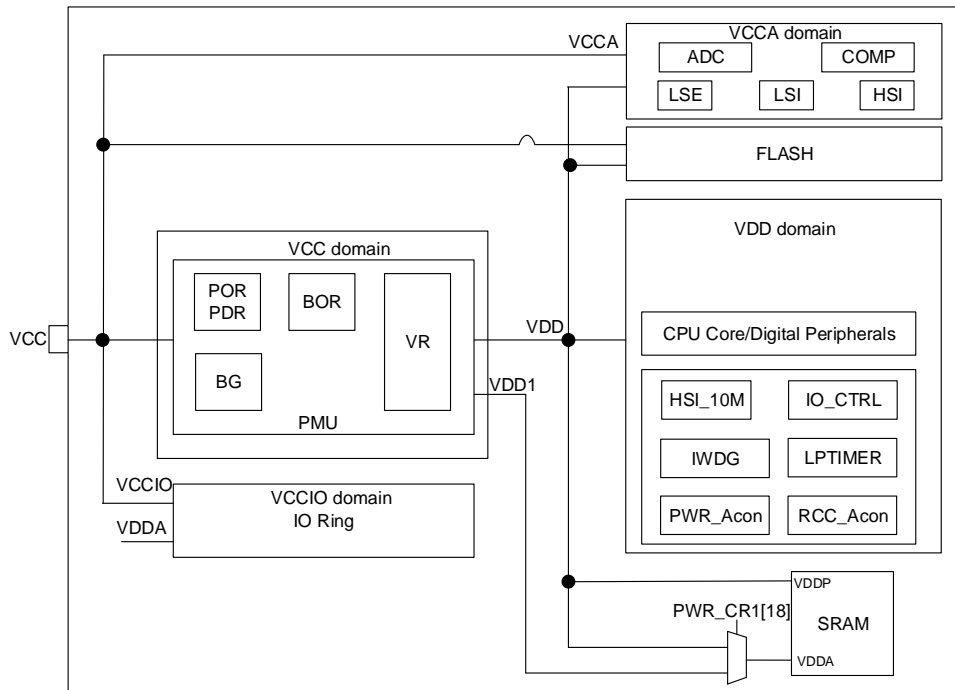 VCCA
VCCA domain
ADC
COMP
LSE
LSI
HSI
FLASH
VCC domain
POR
PDR
BOR
VR
BG
PMU
VCC
VDD
VDD1
VDD domain
CPU Core/Digital Peripherals
HSI_10M
IO_CTRL
IWDG
LPTIMER
PWR_Acon
RCC_Acon
VCCIO
VDDA
VCCIO domain
IO Ring
PWR_CR1[18]
VDDP
SRAM
VDDA